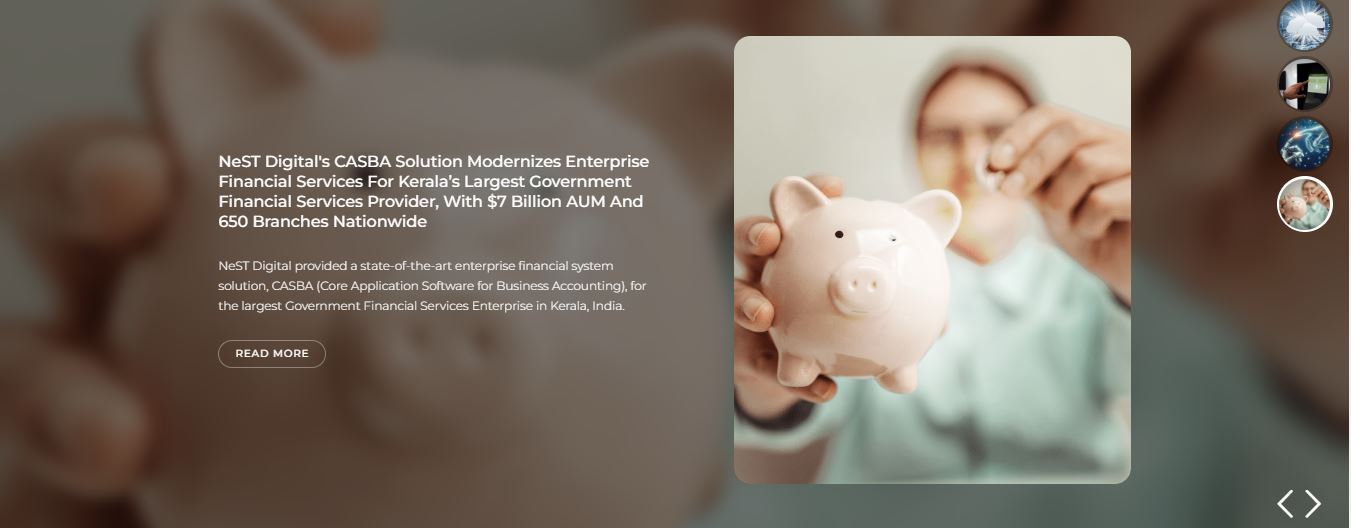 NeST Digital's CASBA Solution Modernizes Enterprise
Financial Services For Kerala’s Largest Government
Financial Services Provider, With $7 Billion AUM And
650 Branches Nationwide
NeST Digital provided a state-of-the-art enterprise financial system
solution, CASBA (Core Application Software for Business Accounting), for
the largest Government Financial Services Enterprise in Kerala, India.
READ MORE